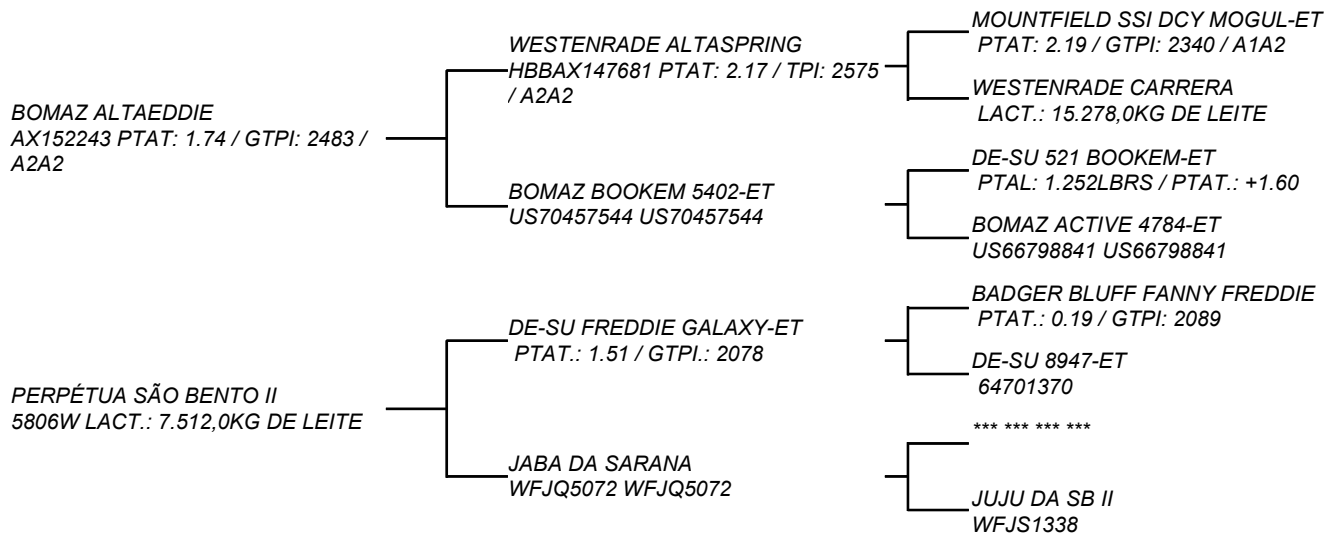 MOUNTFIELD SSI DCY MOGUL-ET
PTAT: 2.19 / GTPI: 2340 / A1A2
WESTENRADE ALTASPRING
HBBAX147681 PTAT: 2.17 / TPI: 2575
/ A2A2
WESTENRADE CARRERA
LACT.: 15.278,0KG DE LEITE
BOMAZ ALTAEDDIE
AX152243 PTAT: 1.74 / GTPI: 2483 /
A2A2
DE-SU 521 BOOKEM-ET
PTAL: 1.252LBRS / PTAT.: +1.60
BOMAZ BOOKEM 5402-ET
US70457544 US70457544
BOMAZ ACTIVE 4784-ET
US66798841 US66798841
BADGER BLUFF FANNY FREDDIE
PTAT.: 0.19 / GTPI: 2089
DE-SU FREDDIE GALAXY-ET
PTAT.: 1.51 / GTPI.: 2078
DE-SU 8947-ET
64701370
PERPÉTUA SÃO BENTO II
5806W LACT.: 7.512,0KG DE LEITE
*** *** *** ***
JABA DA SARANA
WFJQ5072 WFJQ5072
JUJU DA SB II
WFJS1338